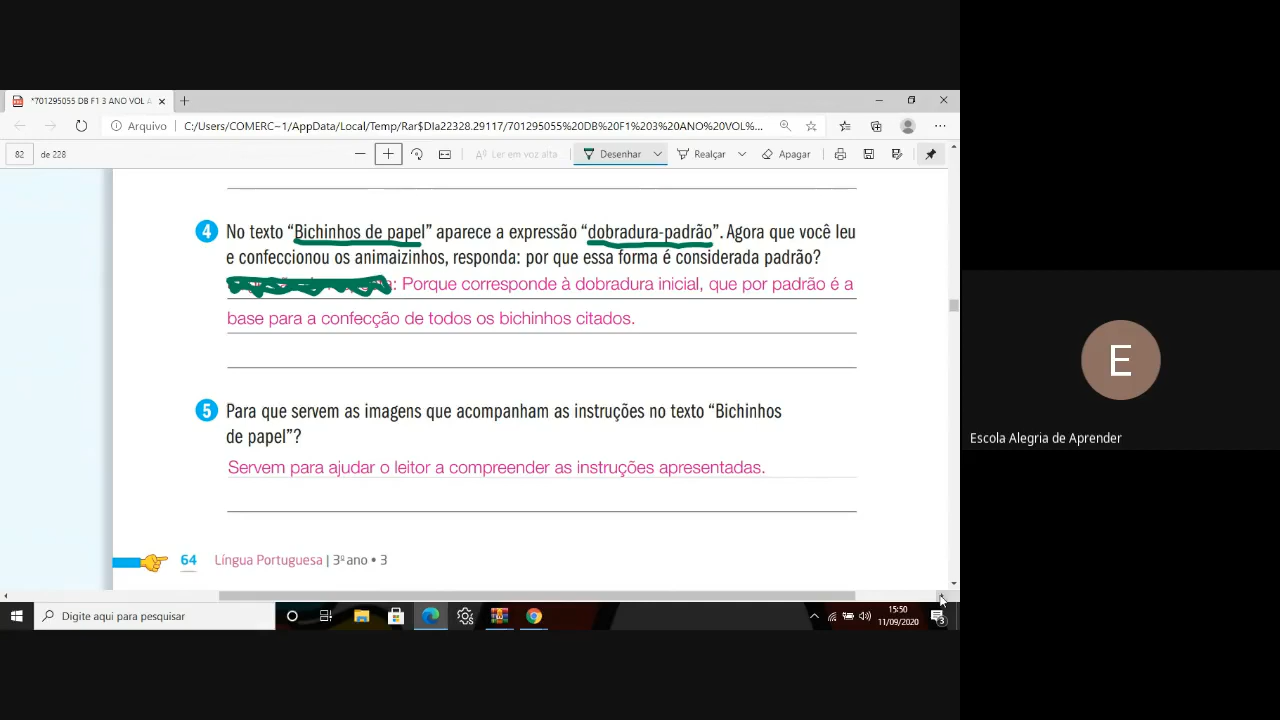 *701295055 DB F1 3 ANO VOL A
Arquivo C:/Users/COMERC~1/AppData/Local/Temp/Rar$DIa22328.29117/701295055%20DB%20F1%203%20ANO%20VOL%...
82 de 228 Ler em voz alta Desenhar Realçar Apagar
4 No texto “Bichinhos de papel” aparece a expressão “dobradura-padrão”. Agora que você leu
e confeccionou os animaizinhos, responda: por que essa forma é considerada padrão?
: Porque corresponde à dobradura inicial, que por padrão é a
base para a confecção de todos os bichinhos citados.
5 Para que servem as imagens que acompanham as instruções no texto “Bichinhos
de papel”?
Servem para ajudar o leitor a compreender as instruções apresentadas.
64 Língua Portuguesa | 3º ano • 3
Digite aqui para pesquisar
15:50
11/09/2020
3
E
Escola Alegria de Aprender